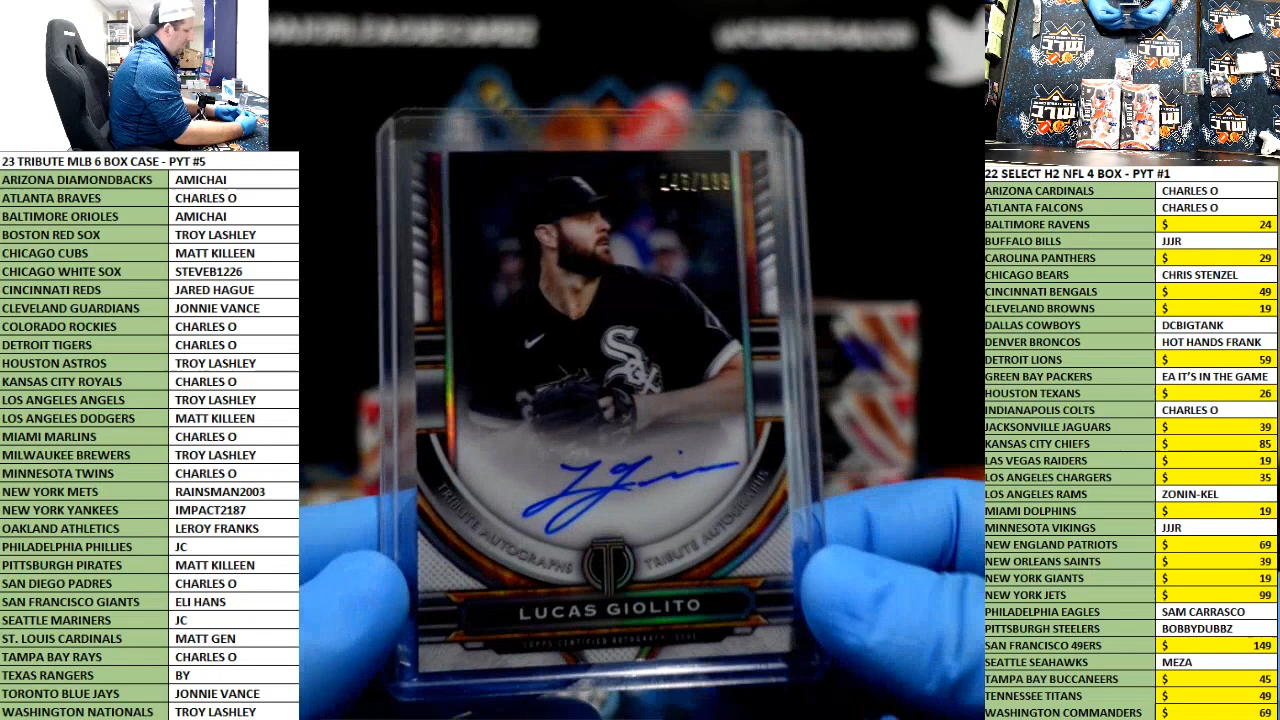 23 TRIBUTE MLB 6 BOX CASE - PYT #5
ARIZONA DIAMONDBACKS AMICHAI
ATLANTA BRAVES CHARLES O
BALTIMORE ORIOLES AMICHAI
BOSTON RED SOX TROY LASHLEY
CHICAGO CUBS MATT KILLEEN
CHICAGO WHITE SOX STEVEB1226
CINCINNATI REDS JARED HAGUE
CLEVELAND GUARDIANS JONNIE VANCE
COLORADO ROCKIES CHARLES O
DETROIT TIGERS CHARLES O
HOUSTON ASTROS TROY LASHLEY
KANSAS CITY ROYALS CHARLES O
LOS ANGELES ANGELS TROY LASHLEY
LOS ANGELES DODGERS MATT KILLEEN
MIAMI MARLINS CHARLES O
MILWAUKEE BREWERS TROY LASHLEY
MINNESOTA TWINS CHARLES O
NEW YORK METS RAINSMAN2003
NEW YORK YANKEES IMPACT2187
OAKLAND ATHLETICS LEROY FRANKS
PHILADELPHIA PHILLIES JC
PITTSBURGH PIRATES MATT KILLEEN
SAN DIEGO PADRES CHARLES O
SAN FRANCISCO GIANTS ELI HANS
SEATTLE MARINERS JC
ST. LOUIS CARDINALS MATT GEN
TAMPA BAY RAYS CHARLES O
TEXAS RANGERS BY
TORONTO BLUE JAYS JONNIE VANCE
WASHINGTON NATIONALS TROY LASHLEY
Sox
TRIBUTE AUTOGRAPHS TRIBUTE AUTOGRAPHS
T
LUCAS GIOLITO
TOPPS CERTIFIED AUTOGRAPH ISSUE
MLC
MLC
MLC
22 SELECT H2 NFL 4 BOX - PYT #1
ARIZONA CARDINALS CHARLES O
ATLANTA FALCONS CHARLES O
BALTIMORE RAVENS $ 24
BUFFALO BILLS JJJR
CAROLINA PANTHERS $ 29
CHICAGO BEARS CHRIS STENZEL
CINCINNATI BENGALS $ 49
CLEVELAND BROWNS $ 19
DALLAS COWBOYS DCBIGTANK
DENVER BRONCOS HOT HANDS FRANK
DETROIT LIONS $ 59
GREEN BAY PACKERS EA IT'S IN THE GAME
HOUSTON TEXANS $ 26
INDIANAPOLIS COLTS CHARLES O
JACKSONVILLE JAGUARS $ 39
KANSAS CITY CHIEFS $ 85
LAS VEGAS RAIDERS $ 19
LOS ANGELES CHARGERS $ 35
LOS ANGELES RAMS ZONIN-KEL
MIAMI DOLPHINS $ 19
MINNESOTA VIKINGS JJJR
NEW ENGLAND PATRIOTS $ 69
NEW ORLEANS SAINTS $ 39
NEW YORK GIANTS $ 19
NEW YORK JETS $ 99
PHILADELPHIA EAGLES SAM CARRASCO
PITTSBURGH STEELERS BOBBYDUBBZ
SAN FRANCISCO 49ERS $ 149
SEATTLE SEAHAWKS MEZA
TAMPA BAY BUCCANEERS $ 45
TENNESSEE TITANS $ 49
WASHINGTON COMMANDERS $ 69